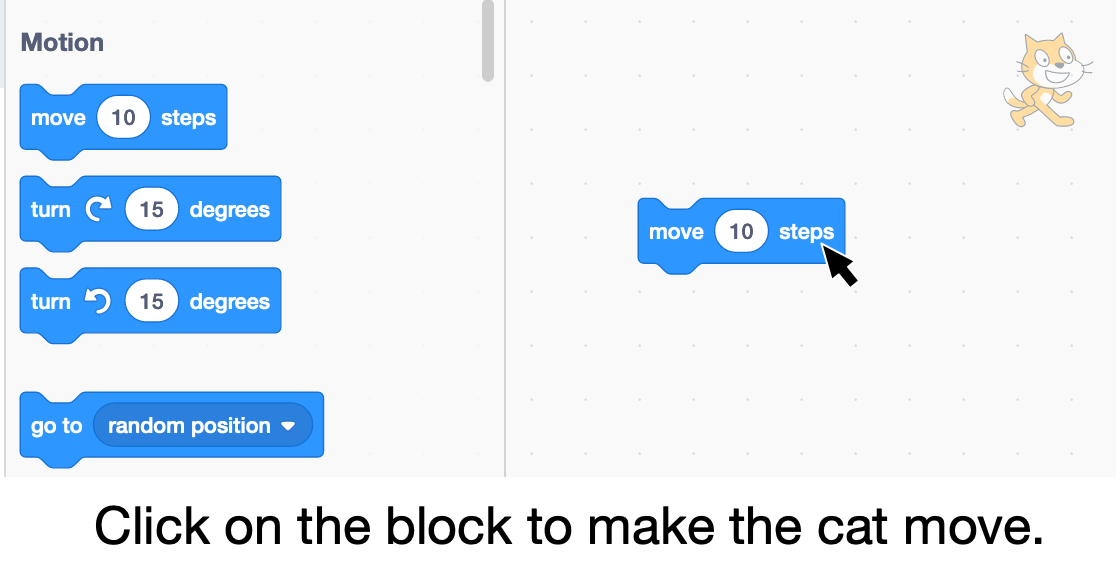 Motion
move 10 steps
turn 15 degrees
turn 15 degrees
go to random position
move 10 steps
Click on the block to make the cat move.